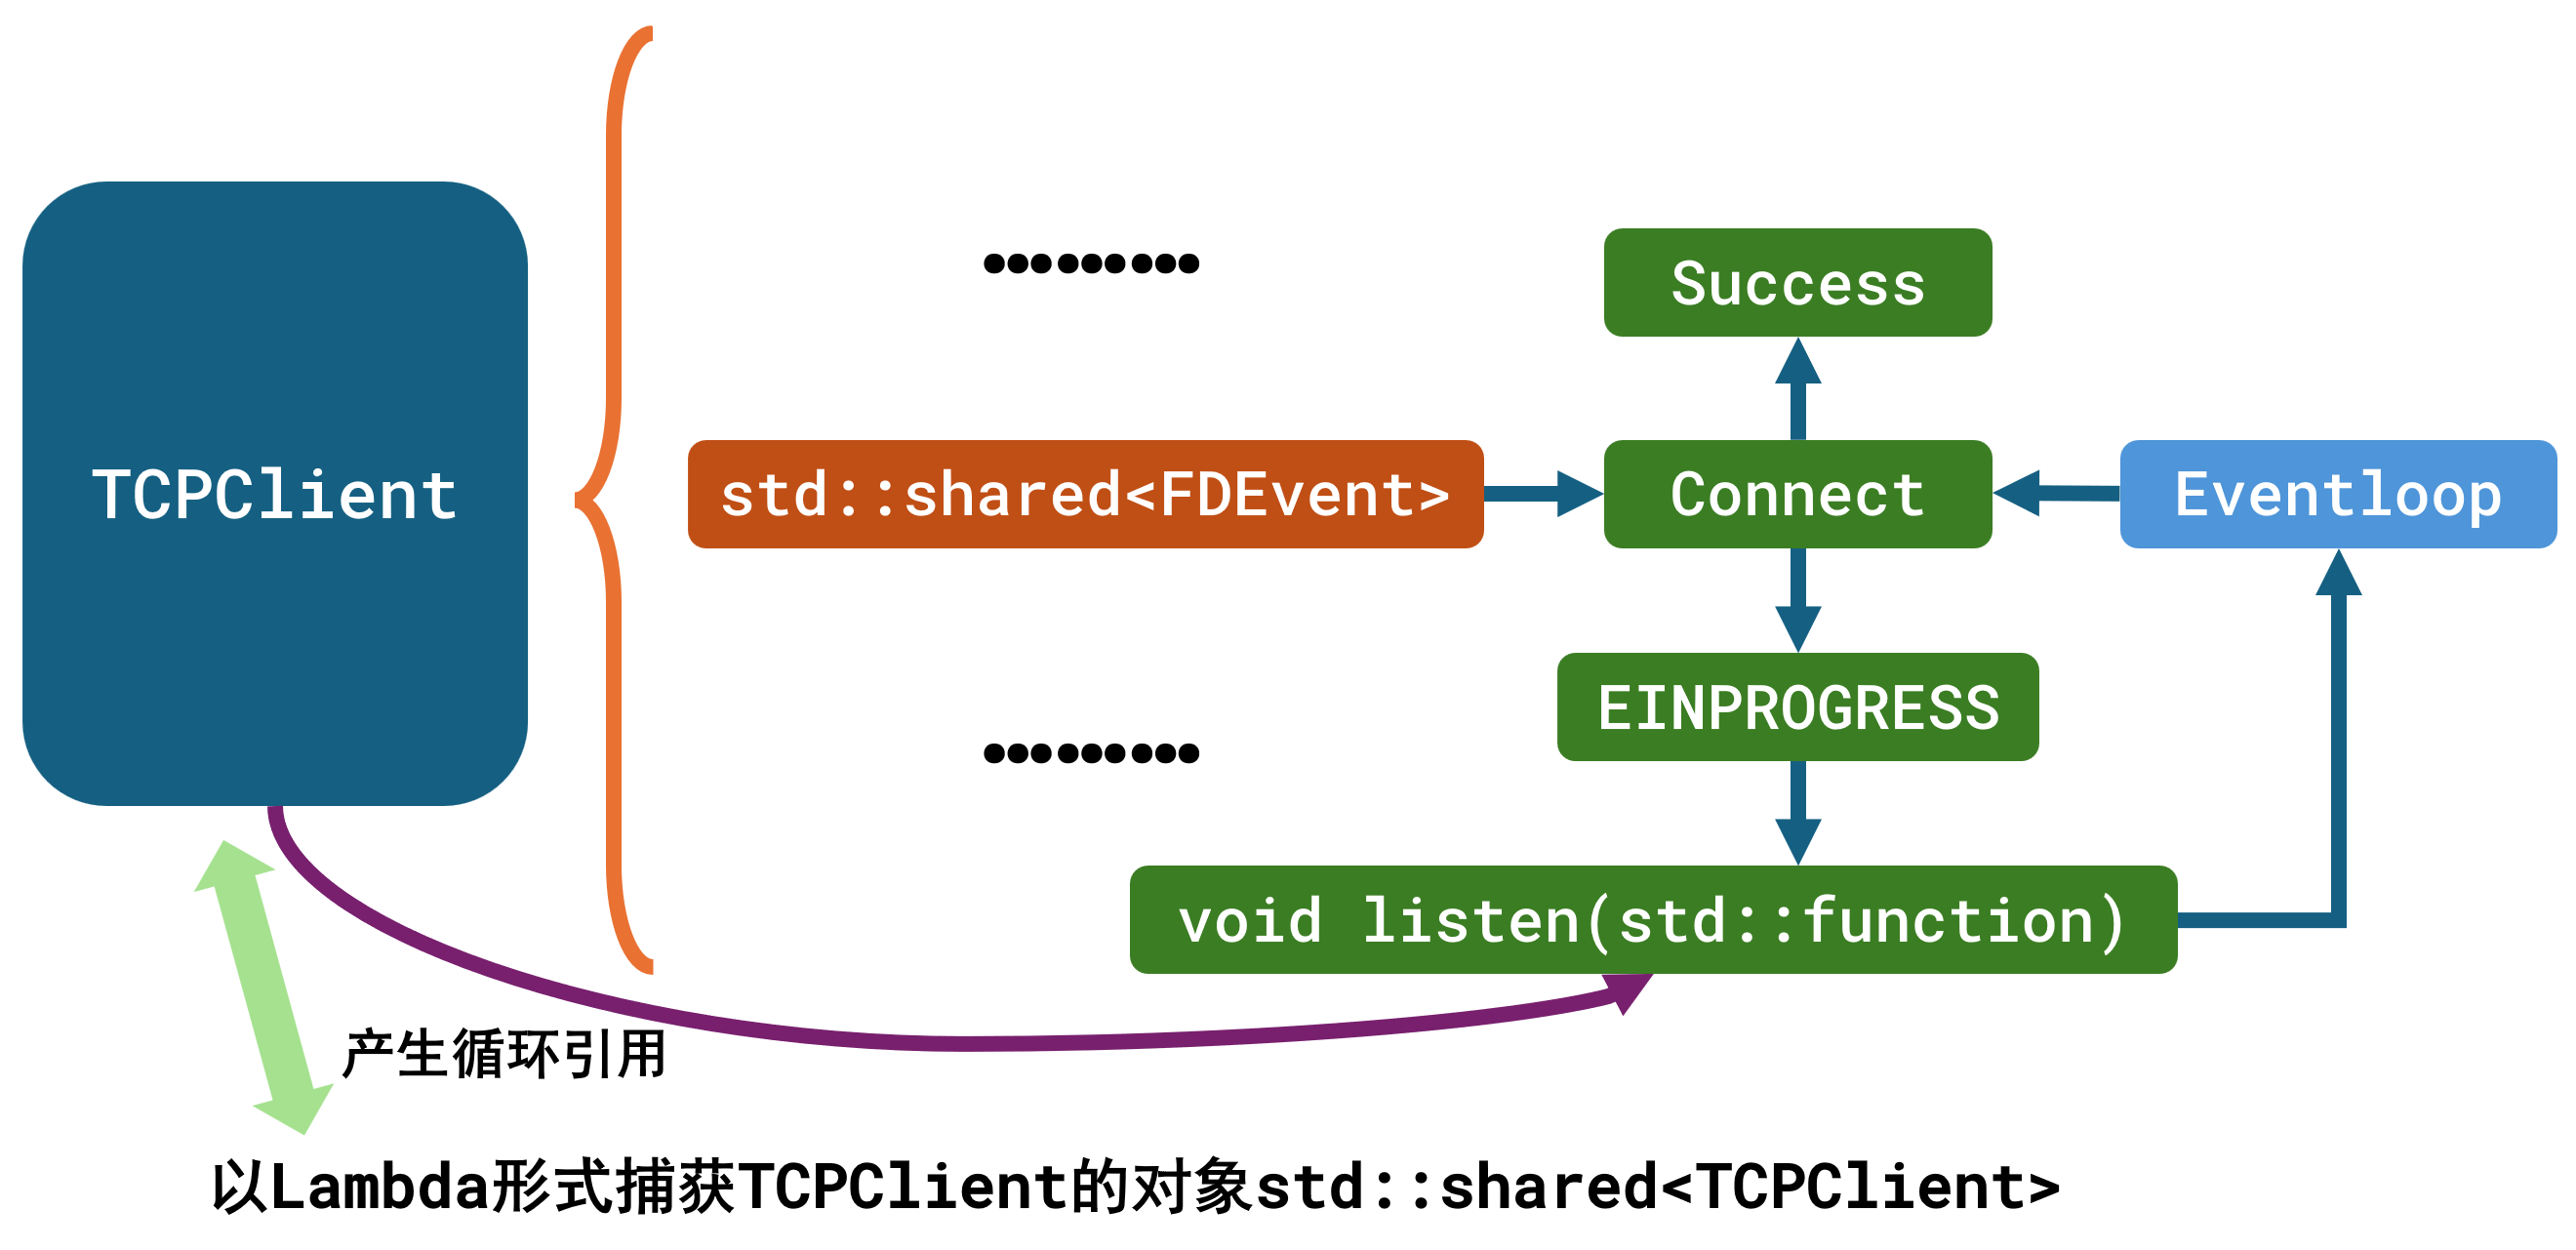 Success
TCPClient
std::shared<FDEvent>
Connect
Eventloop
EINPROGRESS
void listen(std::function)
产生循环引用
以Lambda形式捕获TCPClient的对象std::shared<TCPClient>